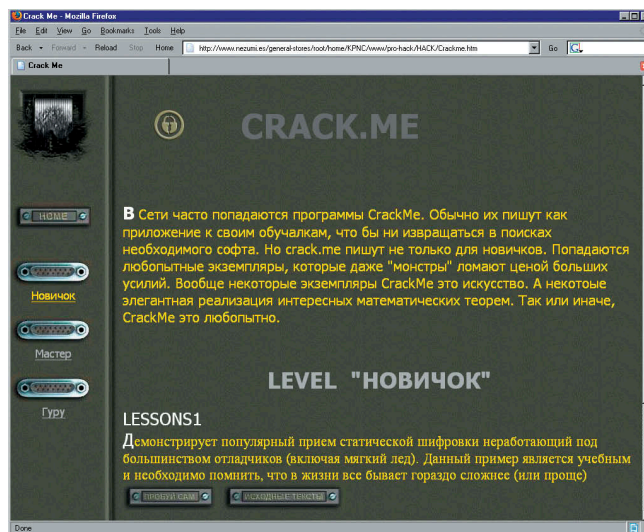 Crack Me - Mozilla Firefox
File Edit View Go Bookmarks Tools Help
Back Forward Reload Stop Home http://www.nezumi.es/general-stores/root/home/KPNC/www/pro-hack/HACK/Crackme.htm Go
Crack Me
CRACK.ME
HOME
Новичок
Мастер
Гуру
В Сети часто попадаются программы CrackMe. Обычно их пишут как
приложение к своим обучалкам, что бы ни извращаться в поисках
необходимого софта. Но crack.me пишут не только для новичков. Попадаются
любопытные экземпляры, которые даже "монстры" ломают ценой больших
усилий. Вообще некоторые экземпляры CrackMe это искусство. А некотоые
элегантная реализация интересных математических теорем. Так или иначе,
CrackMe это любопытно.
LEVEL "НОВИЧОК"
LESSONS1
Демонстрирует популярный прием статической шифровки неработающий под
большинством отладчиков (включая мягкий лед). Данный пример является учебным
и необходимо помнить, что в жизни все бывает гораздо сложнее (или проще)
ПРОБУЙ САМ ИСХОДНЫЕ ТЕКСТЫ
Done